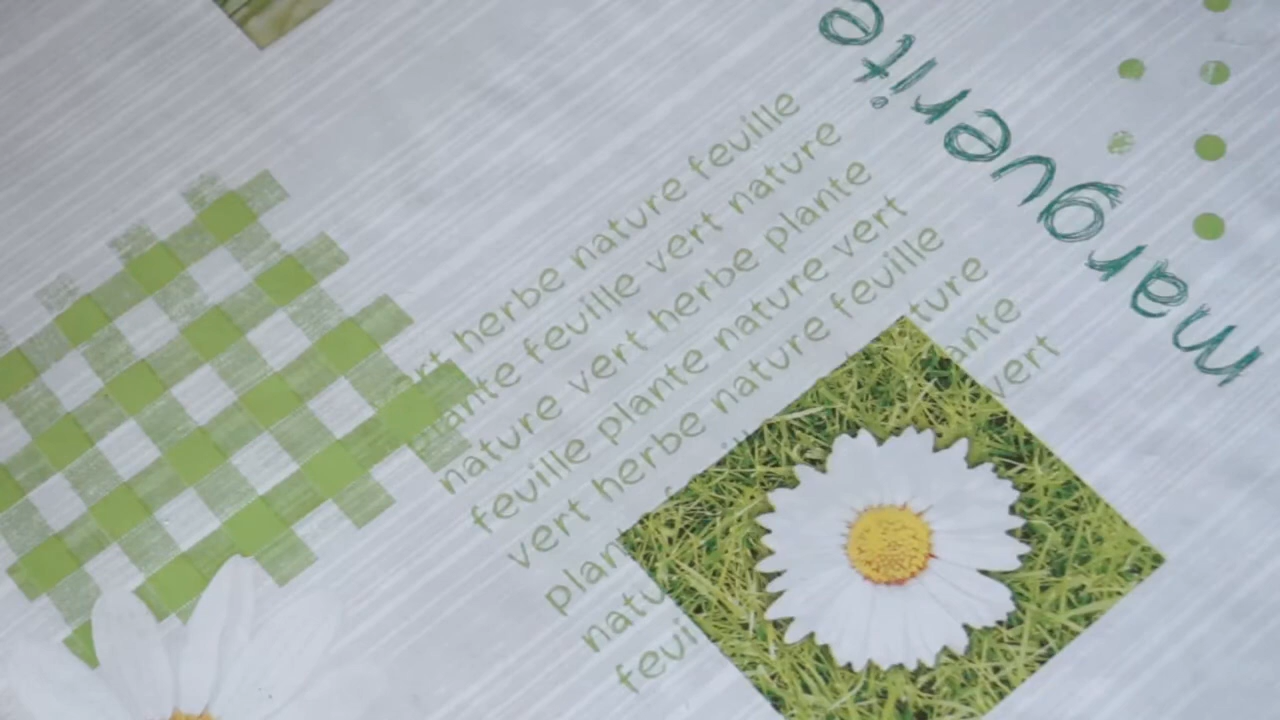 marguerite
herbe nature feuille
plante feuille vert nature
nature vert herbe plante
feuille plante nature vert
vert herbe nature feuille
vert